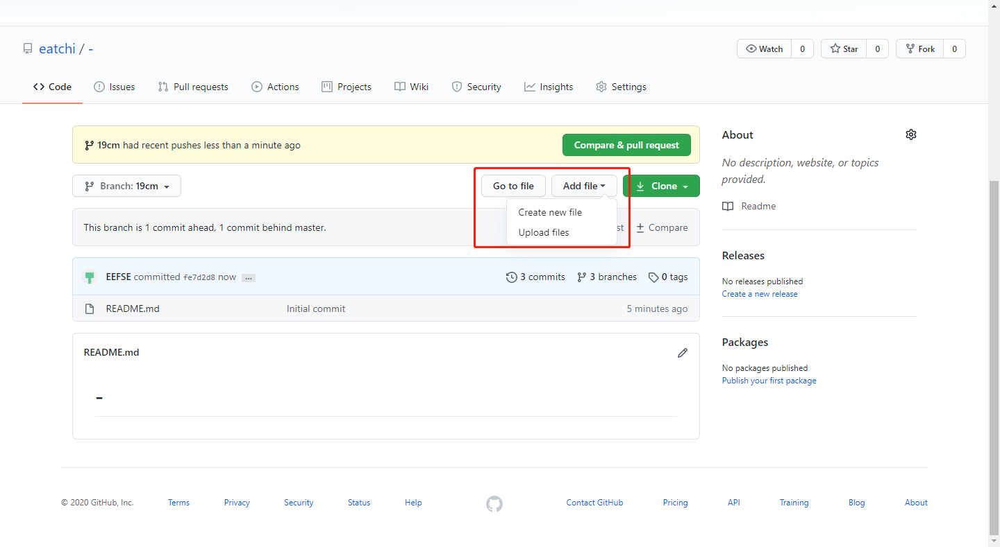 eatchi / -
Watch 0 Star 0 Fork 0
Code Issues Pull requests Actions Projects Wiki Security Insights Settings
19cm had recent pushes less than a minute ago
Compare & pull request
Branch: 19cm
Go to file Add file Clone
Create new file
Upload files
This branch is 1 commit ahead, 1 commit behind master.
st Compare
EEFSE committed fe7d2d8 now ...
3 commits 3 branches 0 tags
README.md Initial commit 5 minutes ago
README.md
-
About
No description, website, or topics
provided.
Readme
Releases
No releases published
Create a new release
Packages
No packages published
Publish your first package
© 2020 GitHub, Inc. Terms Privacy Security Status Help Contact GitHub Pricing API Training Blog About